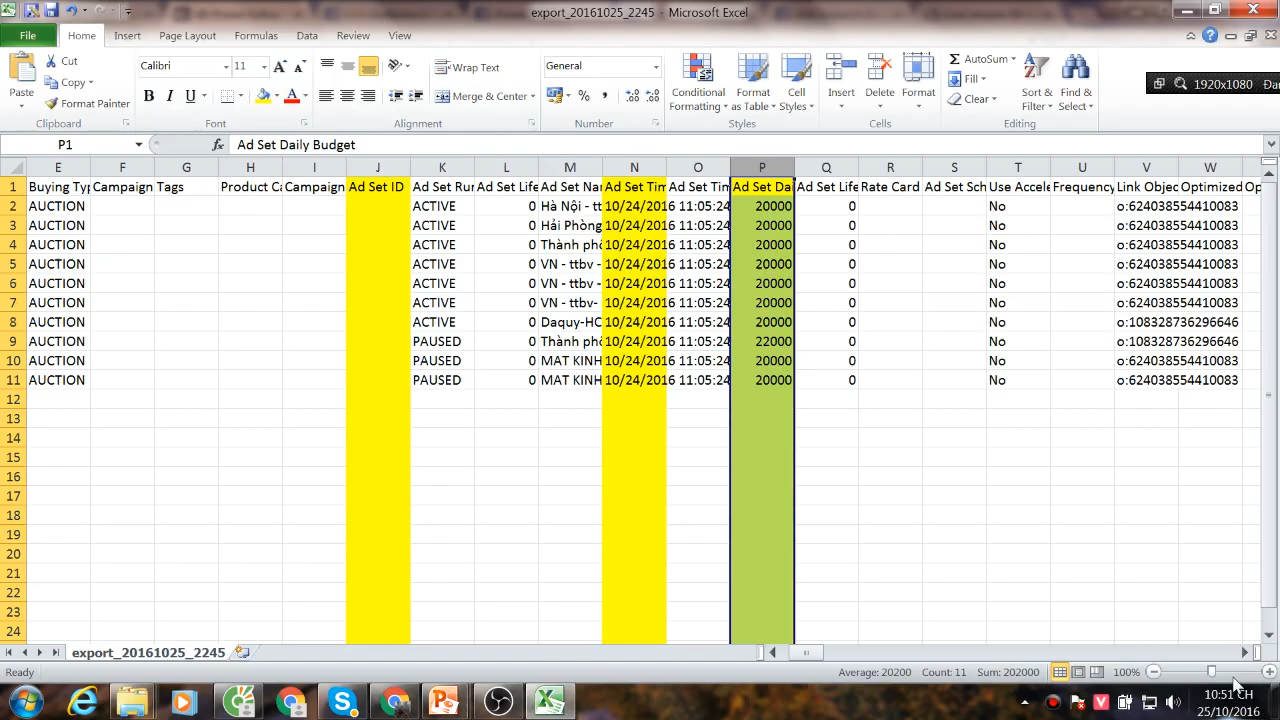 export_20161025_2245 - Microsoft Excel
File Home Insert Page Layout Formulas Data Review View
Paste Cut Copy Format Painter Clipboard
Calibri 11 B I U Font
Wrap Text Merge & Center Alignment
General % , Number
Conditional Formatting Format as Table Cell Styles Styles
Insert Delete Format Cells
AutoSum Fill Clear Sort & Filter Find & Select Editing
1920x1080
P1 fx Ad Set Daily Budget
E F G H I J K L M N O P Q R S T U V W
1 Buying Typ Campaign Tags Product Ca Campaign Ad Set ID Ad Set Run Ad Set Life Ad Set Nar Ad Set Tim Ad Set Tim Ad Set Dai Ad Set Life Rate Card Ad Set Sch Use Accele Frequency Link Objec Optimized Op
2 AUCTION ACTIVE 0 Hà Nội - tt 10/24/2016 11:05:24 20000 0 No o:624038554410083
3 AUCTION ACTIVE 0 Hải Phòng 10/24/2016 11:05:24 20000 0 No o:624038554410083
4 AUCTION ACTIVE 0 Thành phố 10/24/2016 11:05:24 20000 0 No o:624038554410083
5 AUCTION ACTIVE 0 VN - ttbv - 10/24/2016 11:05:24 20000 0 No o:624038554410083
6 AUCTION ACTIVE 0 VN - ttbv - 10/24/2016 11:05:24 20000 0 No o:624038554410083
7 AUCTION ACTIVE 0 VN - ttbv- 10/24/2016 11:05:24 20000 0 No o:624038554410083
8 AUCTION ACTIVE 0 Daquy-HC 10/24/2016 11:05:24 20000 0 No o:108328736296646
9 AUCTION PAUSED 0 Thành phố 10/24/2016 11:05:24 22000 0 No o:108328736296646
10 AUCTION PAUSED 0 MAT KINH 10/24/2016 11:05:24 20000 0 No o:624038554410083
11 AUCTION PAUSED 0 MAT KINH 10/24/2016 11:05:24 20000 0 No o:624038554410083
12
13
14
15
16
17
18
19
20
21
22
23
24
export_20161025_2245
Ready Average: 20200 Count: 11 Sum: 202000 100%
10:51 CH
25/10/2016